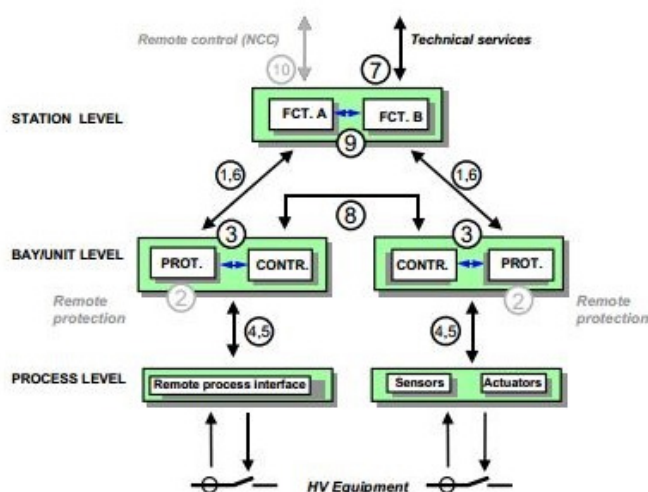 Remote control (NCC)
Technical services
10
7
STATION LEVEL
FCT. A
FCT. B
9
1,6
1,6
8
3
3
BAY/UNIT LEVEL
PROT.
CONTR.
CONTR.
PROT.
2
2
Remote
protection
Remote
protection
4,5
4,5
PROCESS LEVEL
Remote process interface
Sensors
Actuators
HV Equipment